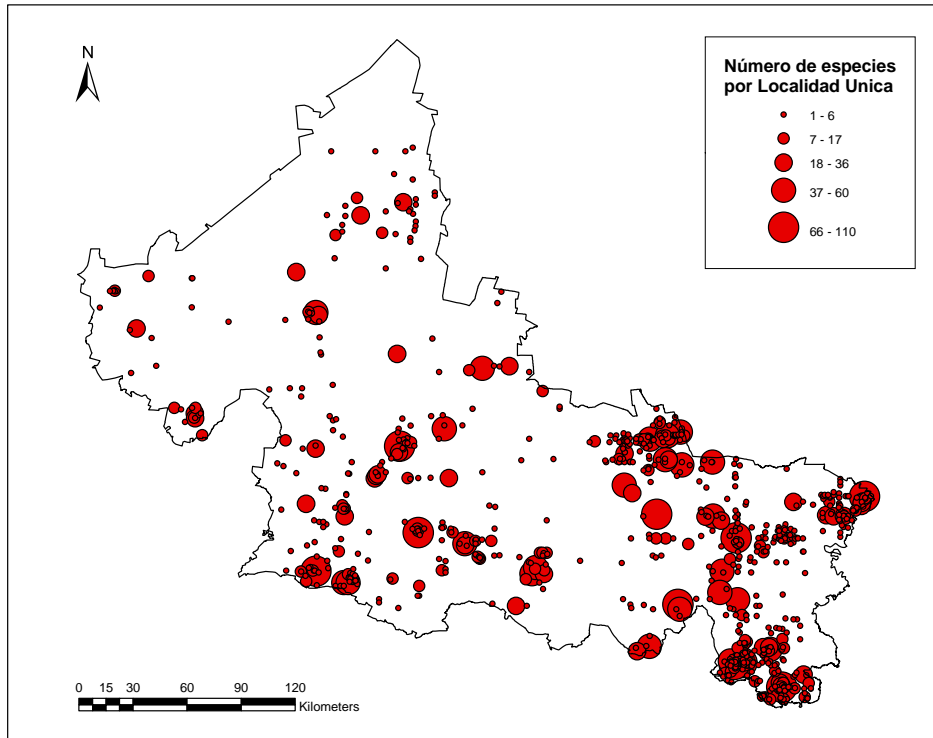 N
Número de especies
por Localidad Unica
1 - 6
7 - 17
18 - 36
37 - 60
66 - 110
0 15 30 60 90 120
Kilometers